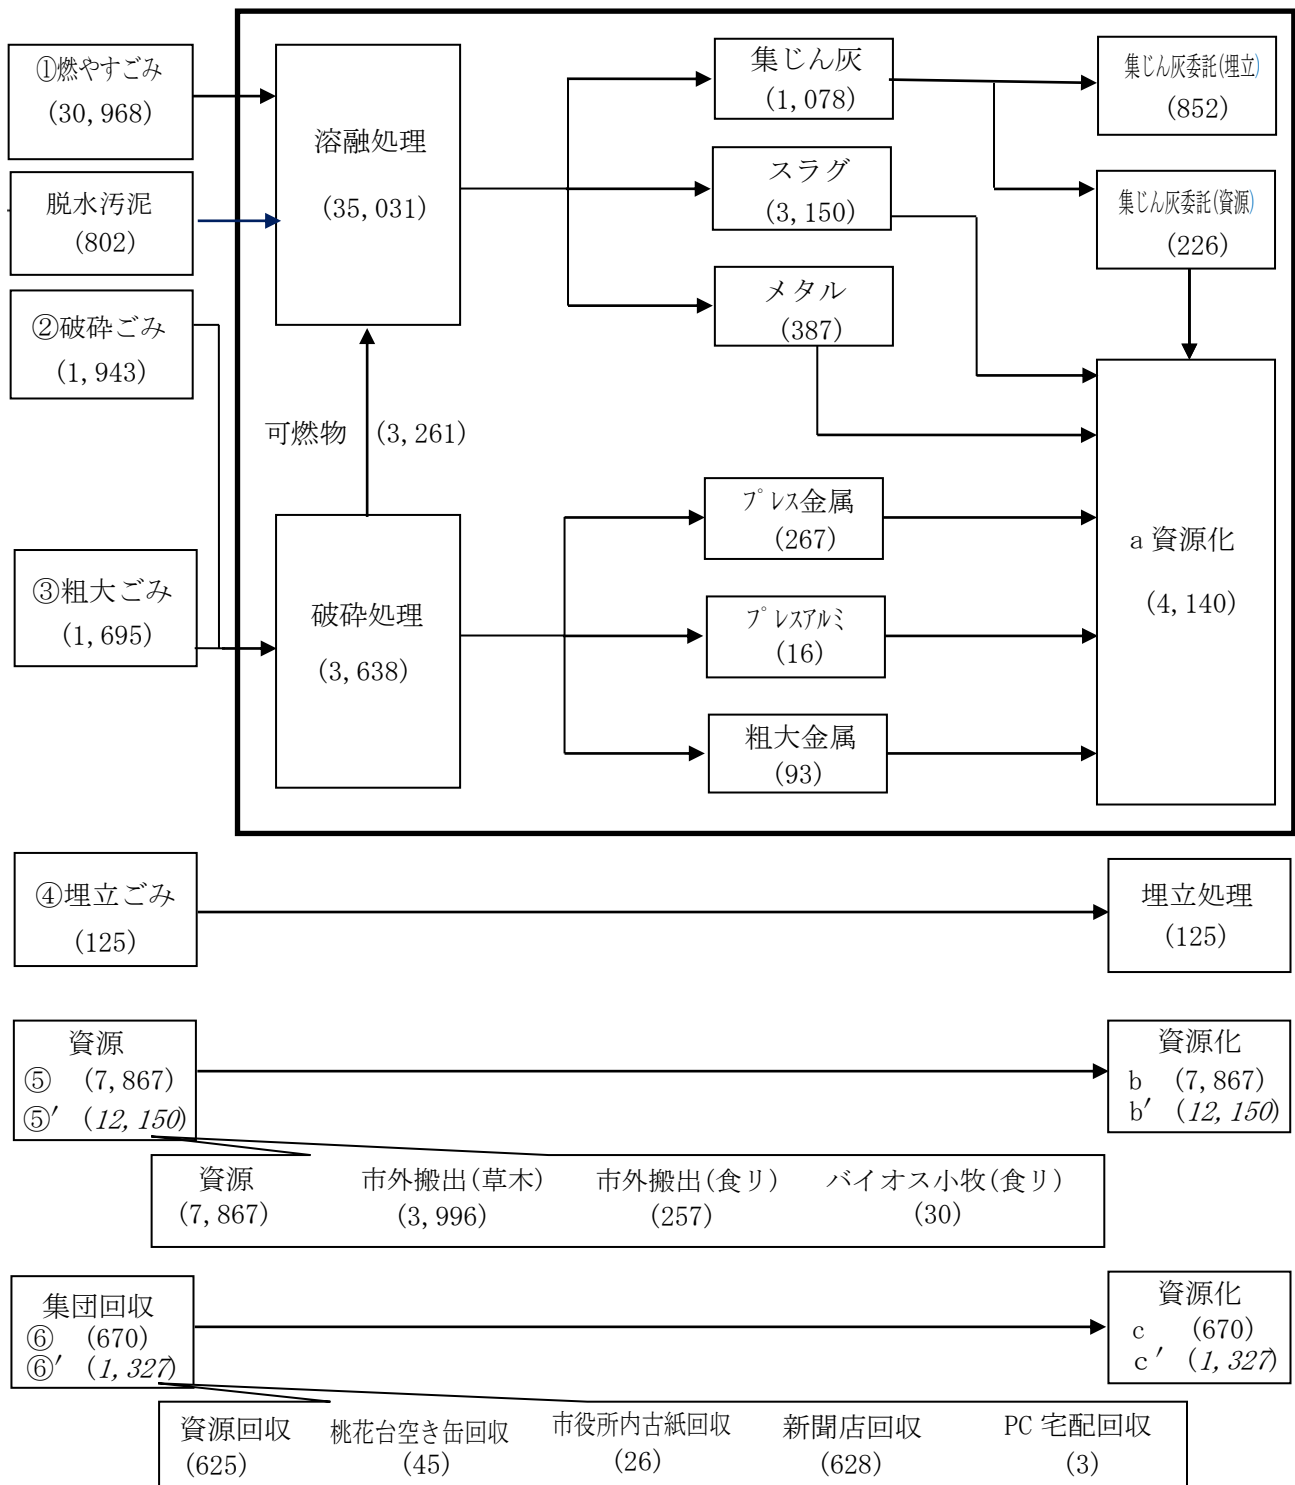 ①燃やすごみ
(30,968)
脱水汚泥
(802)
②破砕ごみ
(1,943)
③粗大ごみ
(1,695)
溶融処理
(35,031)
可燃物 (3,261)
破砕処理
(3,638)
集じん灰
(1,078)
スラグ
(3,150)
メタル
(387)
プレス金属
(267)
プレスアルミ
(16)
粗大金属
(93)
集じん灰委託(埋立)
(852)
集じん灰委託(資源)
(226)
a 資源化
(4,140)
④埋立ごみ
(125)
埋立処理
(125)
資源
⑤ (7,867)
⑤′ (12,150)
資源化
b (7,867)
b′ (12,150)
資源 市外搬出(草木) 市外搬出(食リ) バイオス小牧(食リ)
(7,867) (3,996) (257) (30)
集団回収
⑥ (670)
⑥′ (1,327)
資源化
c (670)
c′ (1,327)
資源回収 桃花台空き缶回収 市役所内古紙回収 新聞店回収 PC 宅配回収
(625) (45) (26) (628) (3)